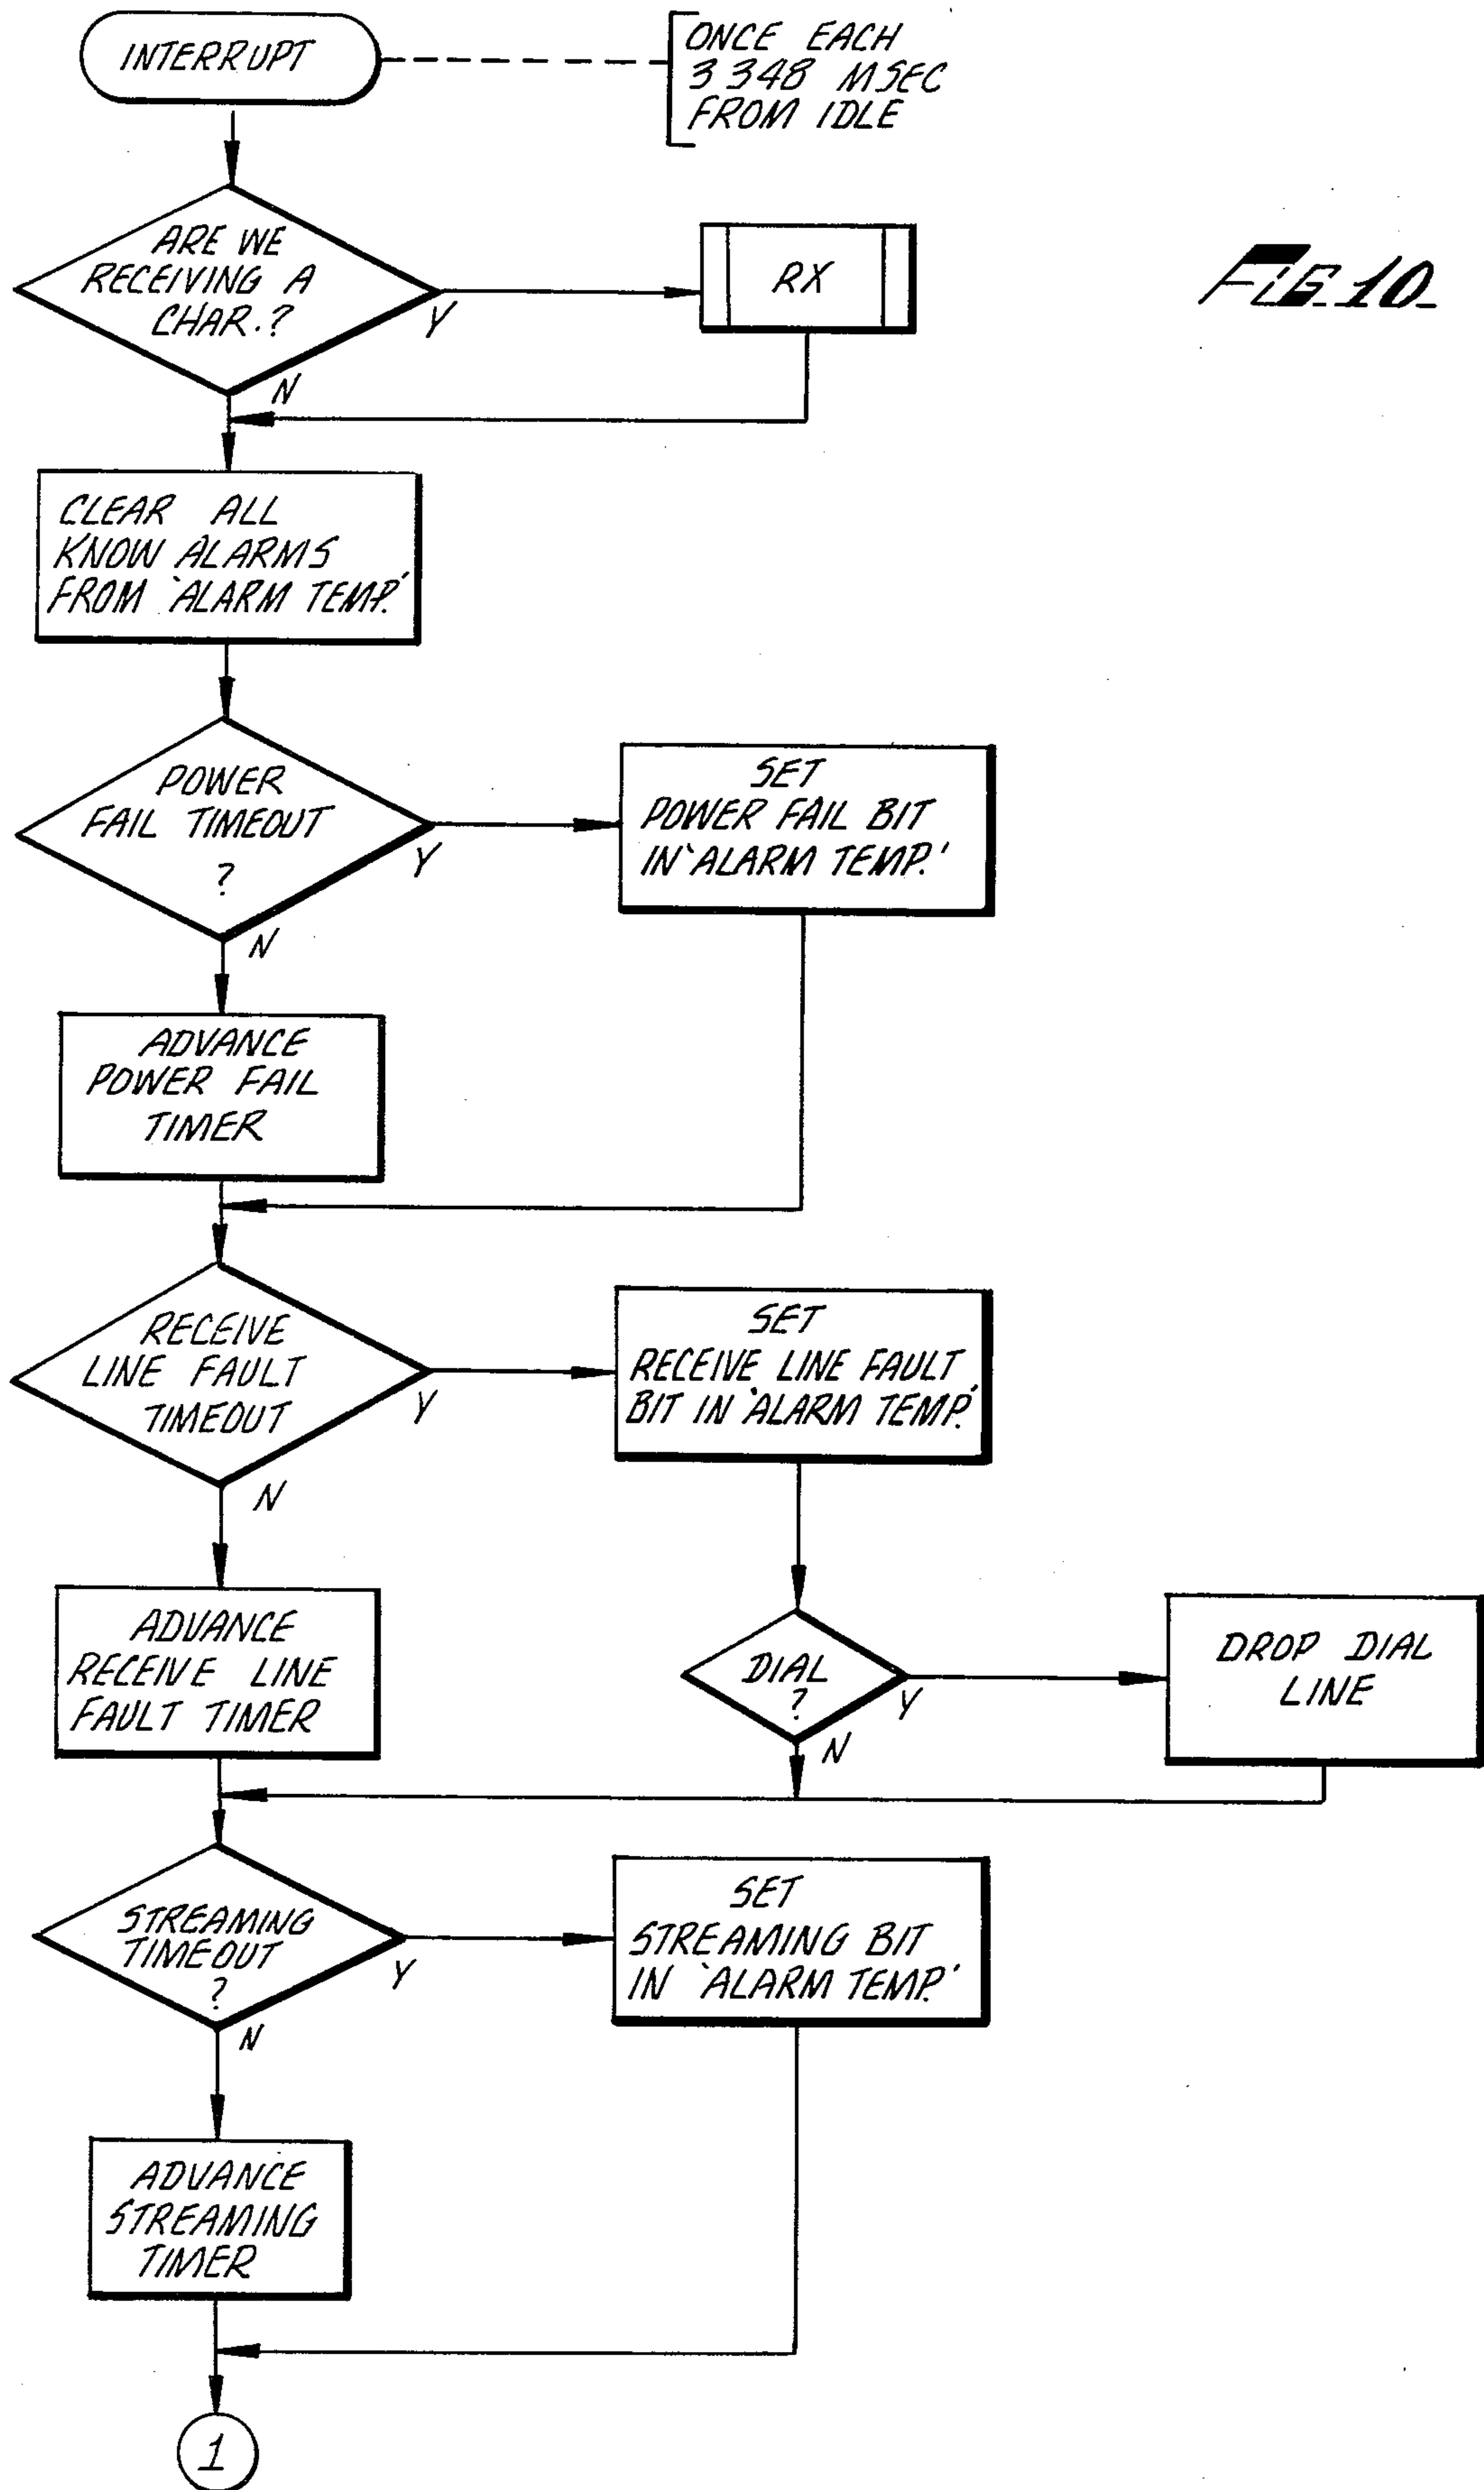 INTERRUPT
ONCE EACH
3 348 MSEC
FROM IDLE
FIG. 10.
ARE WE
RECEIVING A
CHAR.?
Y
N
RX
CLEAR ALL
KNOW ALARMS
FROM 'ALARM TEMP.'
POWER
FAIL TIMEOUT
?
Y
N
SET
POWER FAIL BIT
IN 'ALARM TEMP.'
ADVANCE
POWER FAIL
TIMER
RECEIVE
LINE FAULT
TIMEOUT
Y
N
SET
RECEIVE LINE FAULT
BIT IN 'ALARM TEMP.'
ADVANCE
RECEIVE LINE
FAULT TIMER
DIAL
?
Y
N
DROP DIAL
LINE
STREAMING
TIMEOUT
?
Y
N
SET
STREAMING BIT
IN 'ALARM TEMP.'
ADVANCE
STREAMING
TIMER
1